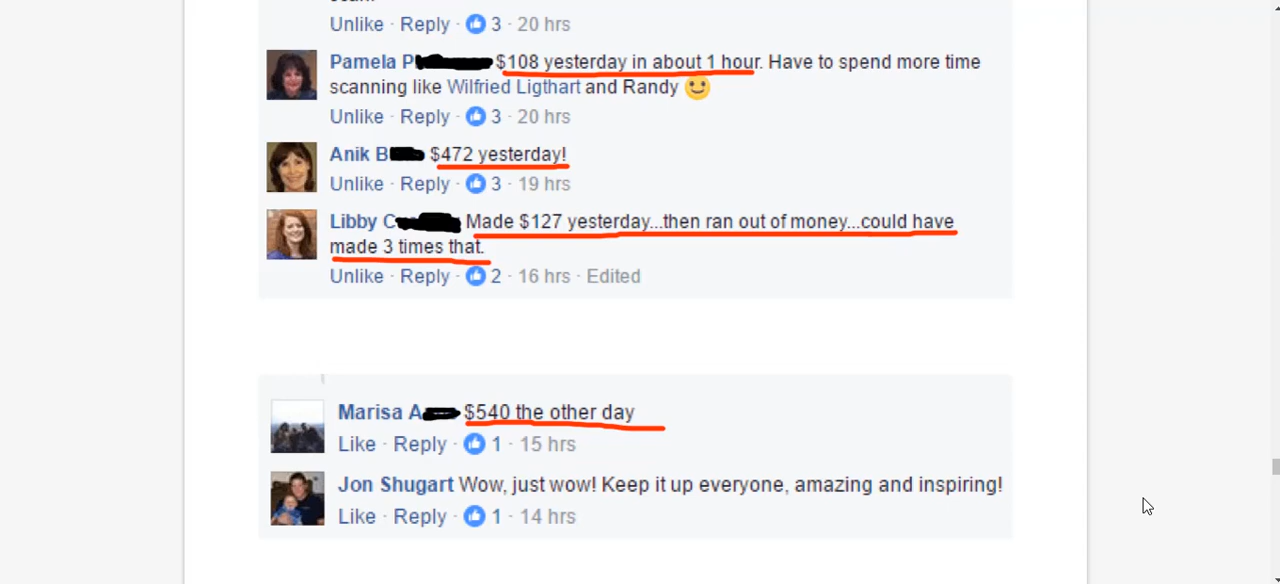 Unlike · Reply · 3 · 20 hrs
Pamela P $108 yesterday in about 1 hour. Have to spend more time
scanning like Wilfried Ligthart and Randy
Unlike · Reply · 3 · 20 hrs
Anik B $472 yesterday!
Unlike · Reply · 3 · 19 hrs
Libby C Made $127 yesterday...then ran out of money...could have
made 3 times that.
Unlike · Reply · 2 · 16 hrs · Edited
Marisa A $540 the other day
Like · Reply · 1 · 15 hrs
Jon Shugart Wow, just wow! Keep it up everyone, amazing and inspiring!
Like · Reply · 1 · 14 hrs